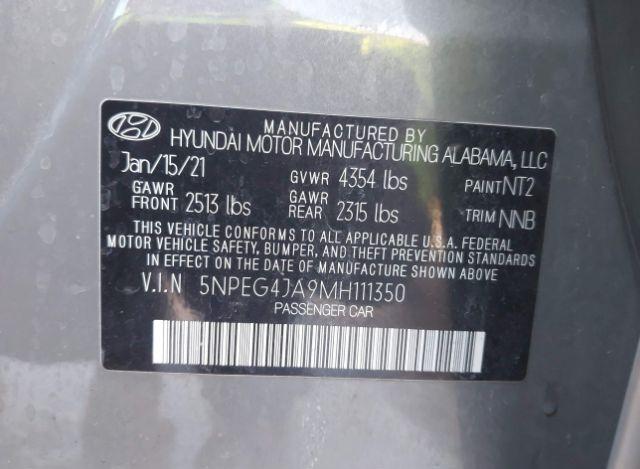 MANUFACTURED BY
HYUNDAI MOTOR MANUFACTURING ALABAMA, LLC
Jan/15/21 GVWR 4354 lbs PAINT NT2
GAWR FRONT 2513 lbs GAWR REAR 2315 lbs TRIM NNB
THIS VEHICLE CONFORMS TO ALL APPLICABLE U.S.A. FEDERAL
MOTOR VEHICLE SAFETY, BUMPER, AND THEFT PREVENTION STANDARDS
IN EFFECT ON THE DATE OF MANUFACTURE SHOWN ABOVE.
V.I.N 5NPEG4JA9MH111350
PASSENGER CAR